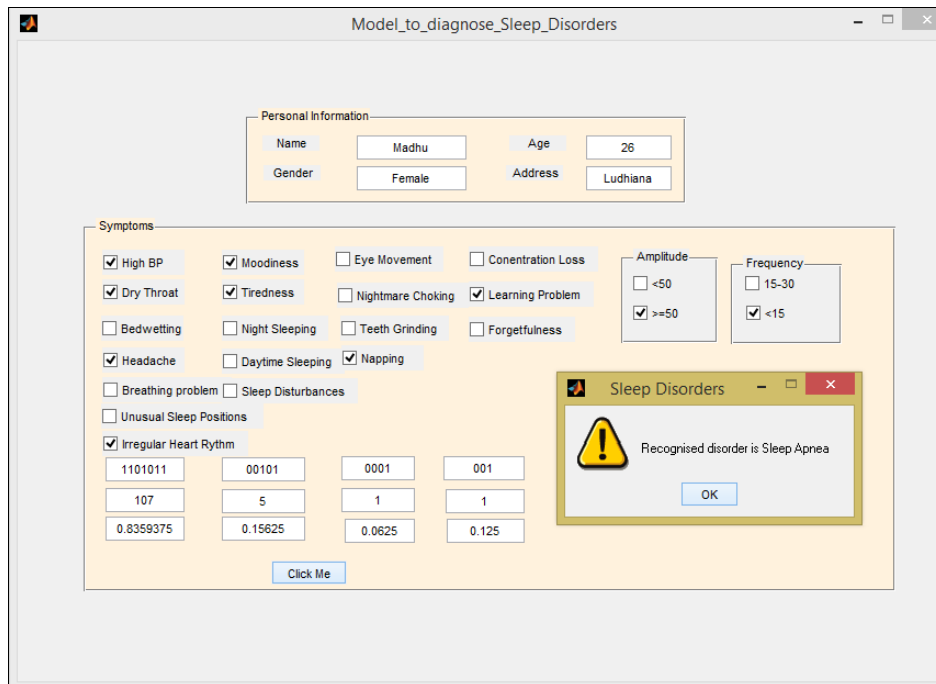 Model_to_diagnose_Sleep_Disorders
Personal Information
Name Madhu Age 26
Gender Female Address Ludhiana
Symptoms
High BP Moodiness Eye Movement Conentration Loss
Dry Throat Tiredness Nightmare Choking Learning Problem
Bedwetting Night Sleeping Teeth Grinding Forgetfulness
Headache Daytime Sleeping Napping
Breathing problem Sleep Disturbances
Unusual Sleep Positions
Irregular Heart Rythm
Amplitude
<50
>=50
Frequency
15-30
<15
1101011 00101 0001 001
107 5 1 1
0.8359375 0.15625 0.0625 0.125
Click Me
Sleep Disorders
Recognised disorder is Sleep Apnea
OK